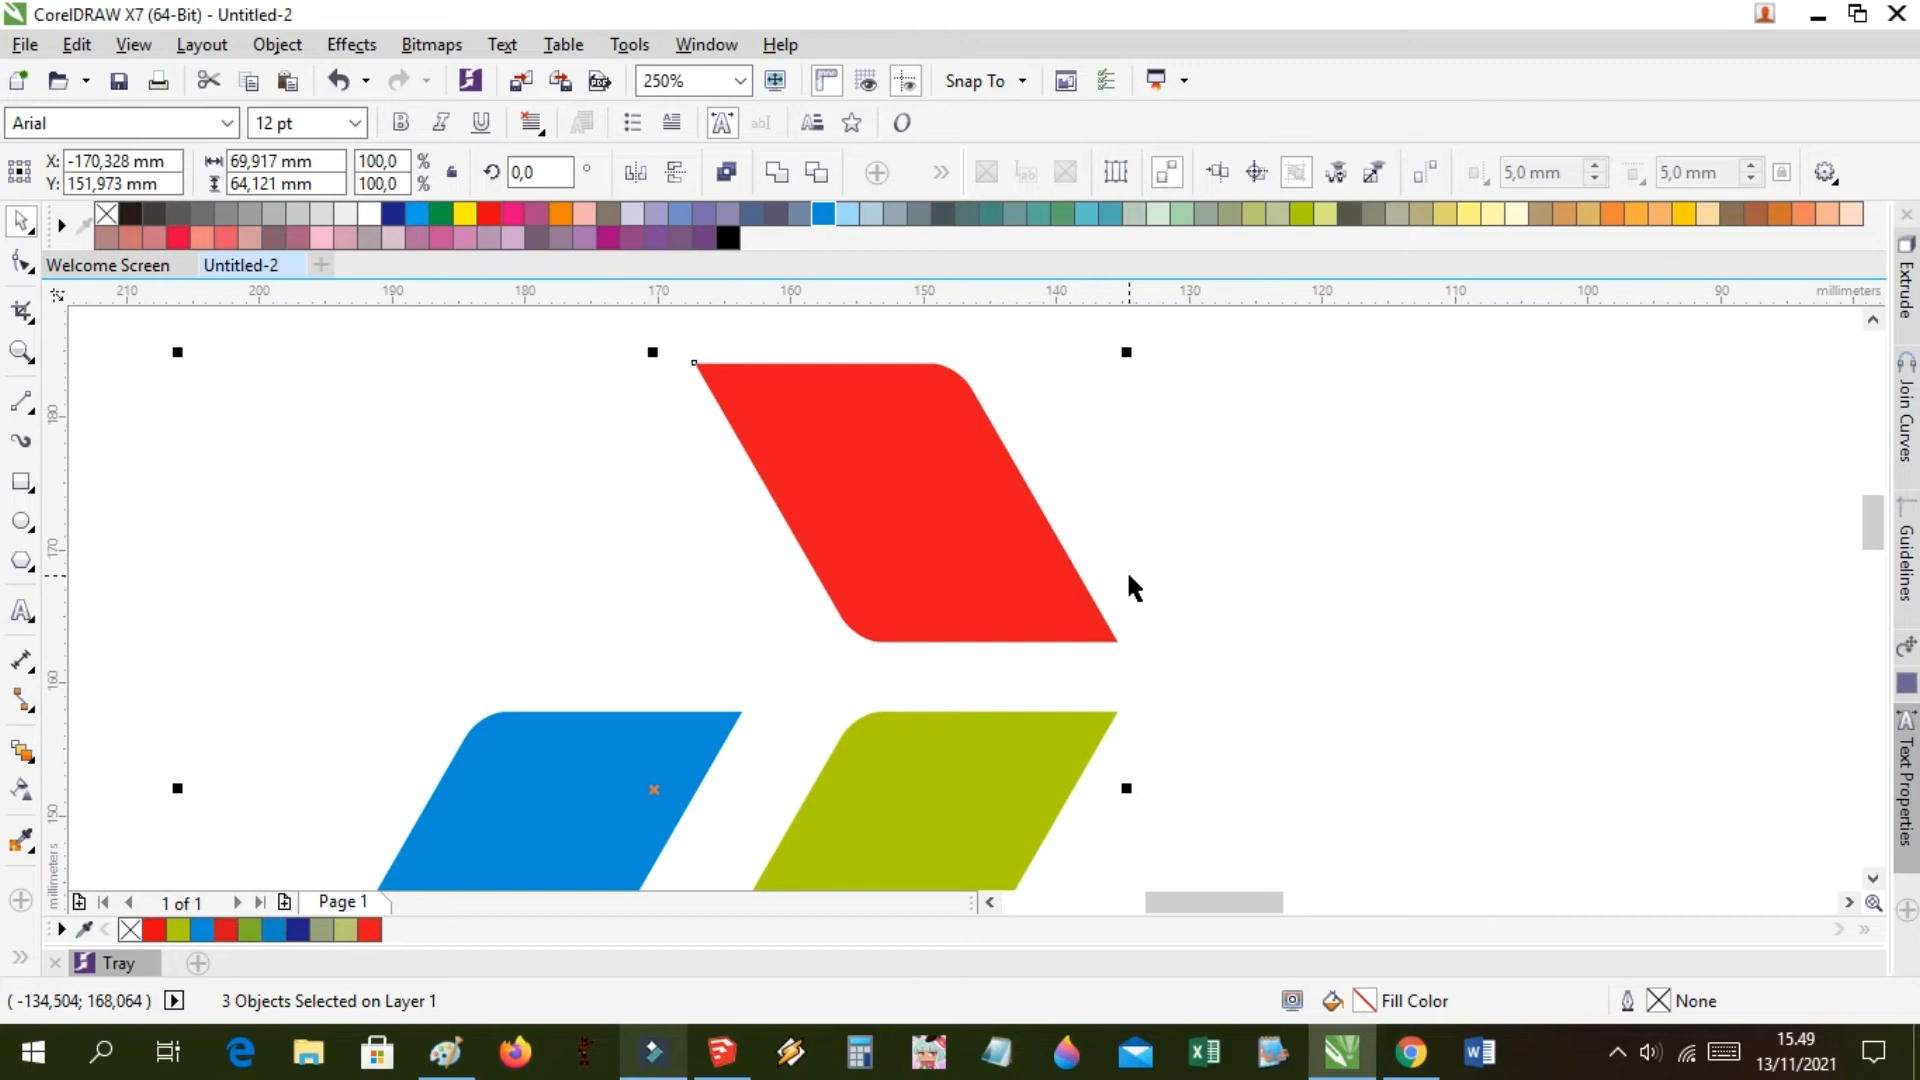 CorelDRAW X7 (64-Bit) - Untitled-2
File Edit View Layout Object Effects Bitmaps Text Table Tools Window Help
250% Snap To
Arial 12 pt
X: -170,328 mm 69,917 mm 100,0 % 0,0 ° 5,0 mm 5,0 mm
Y: 151,973 mm 64,121 mm 100,0 %
Welcome Screen Untitled-2
210 200 190 180 170 160 150 140 130 120 110 100 90 millimeters
180
170
160
150
millimeters
Extrude
Join Curves
Guidelines
Text Properties
1 of 1 Page 1
Tray
( -134,504; 168,064 ) 3 Objects Selected on Layer 1 Fill Color None
15.49
13/11/2021